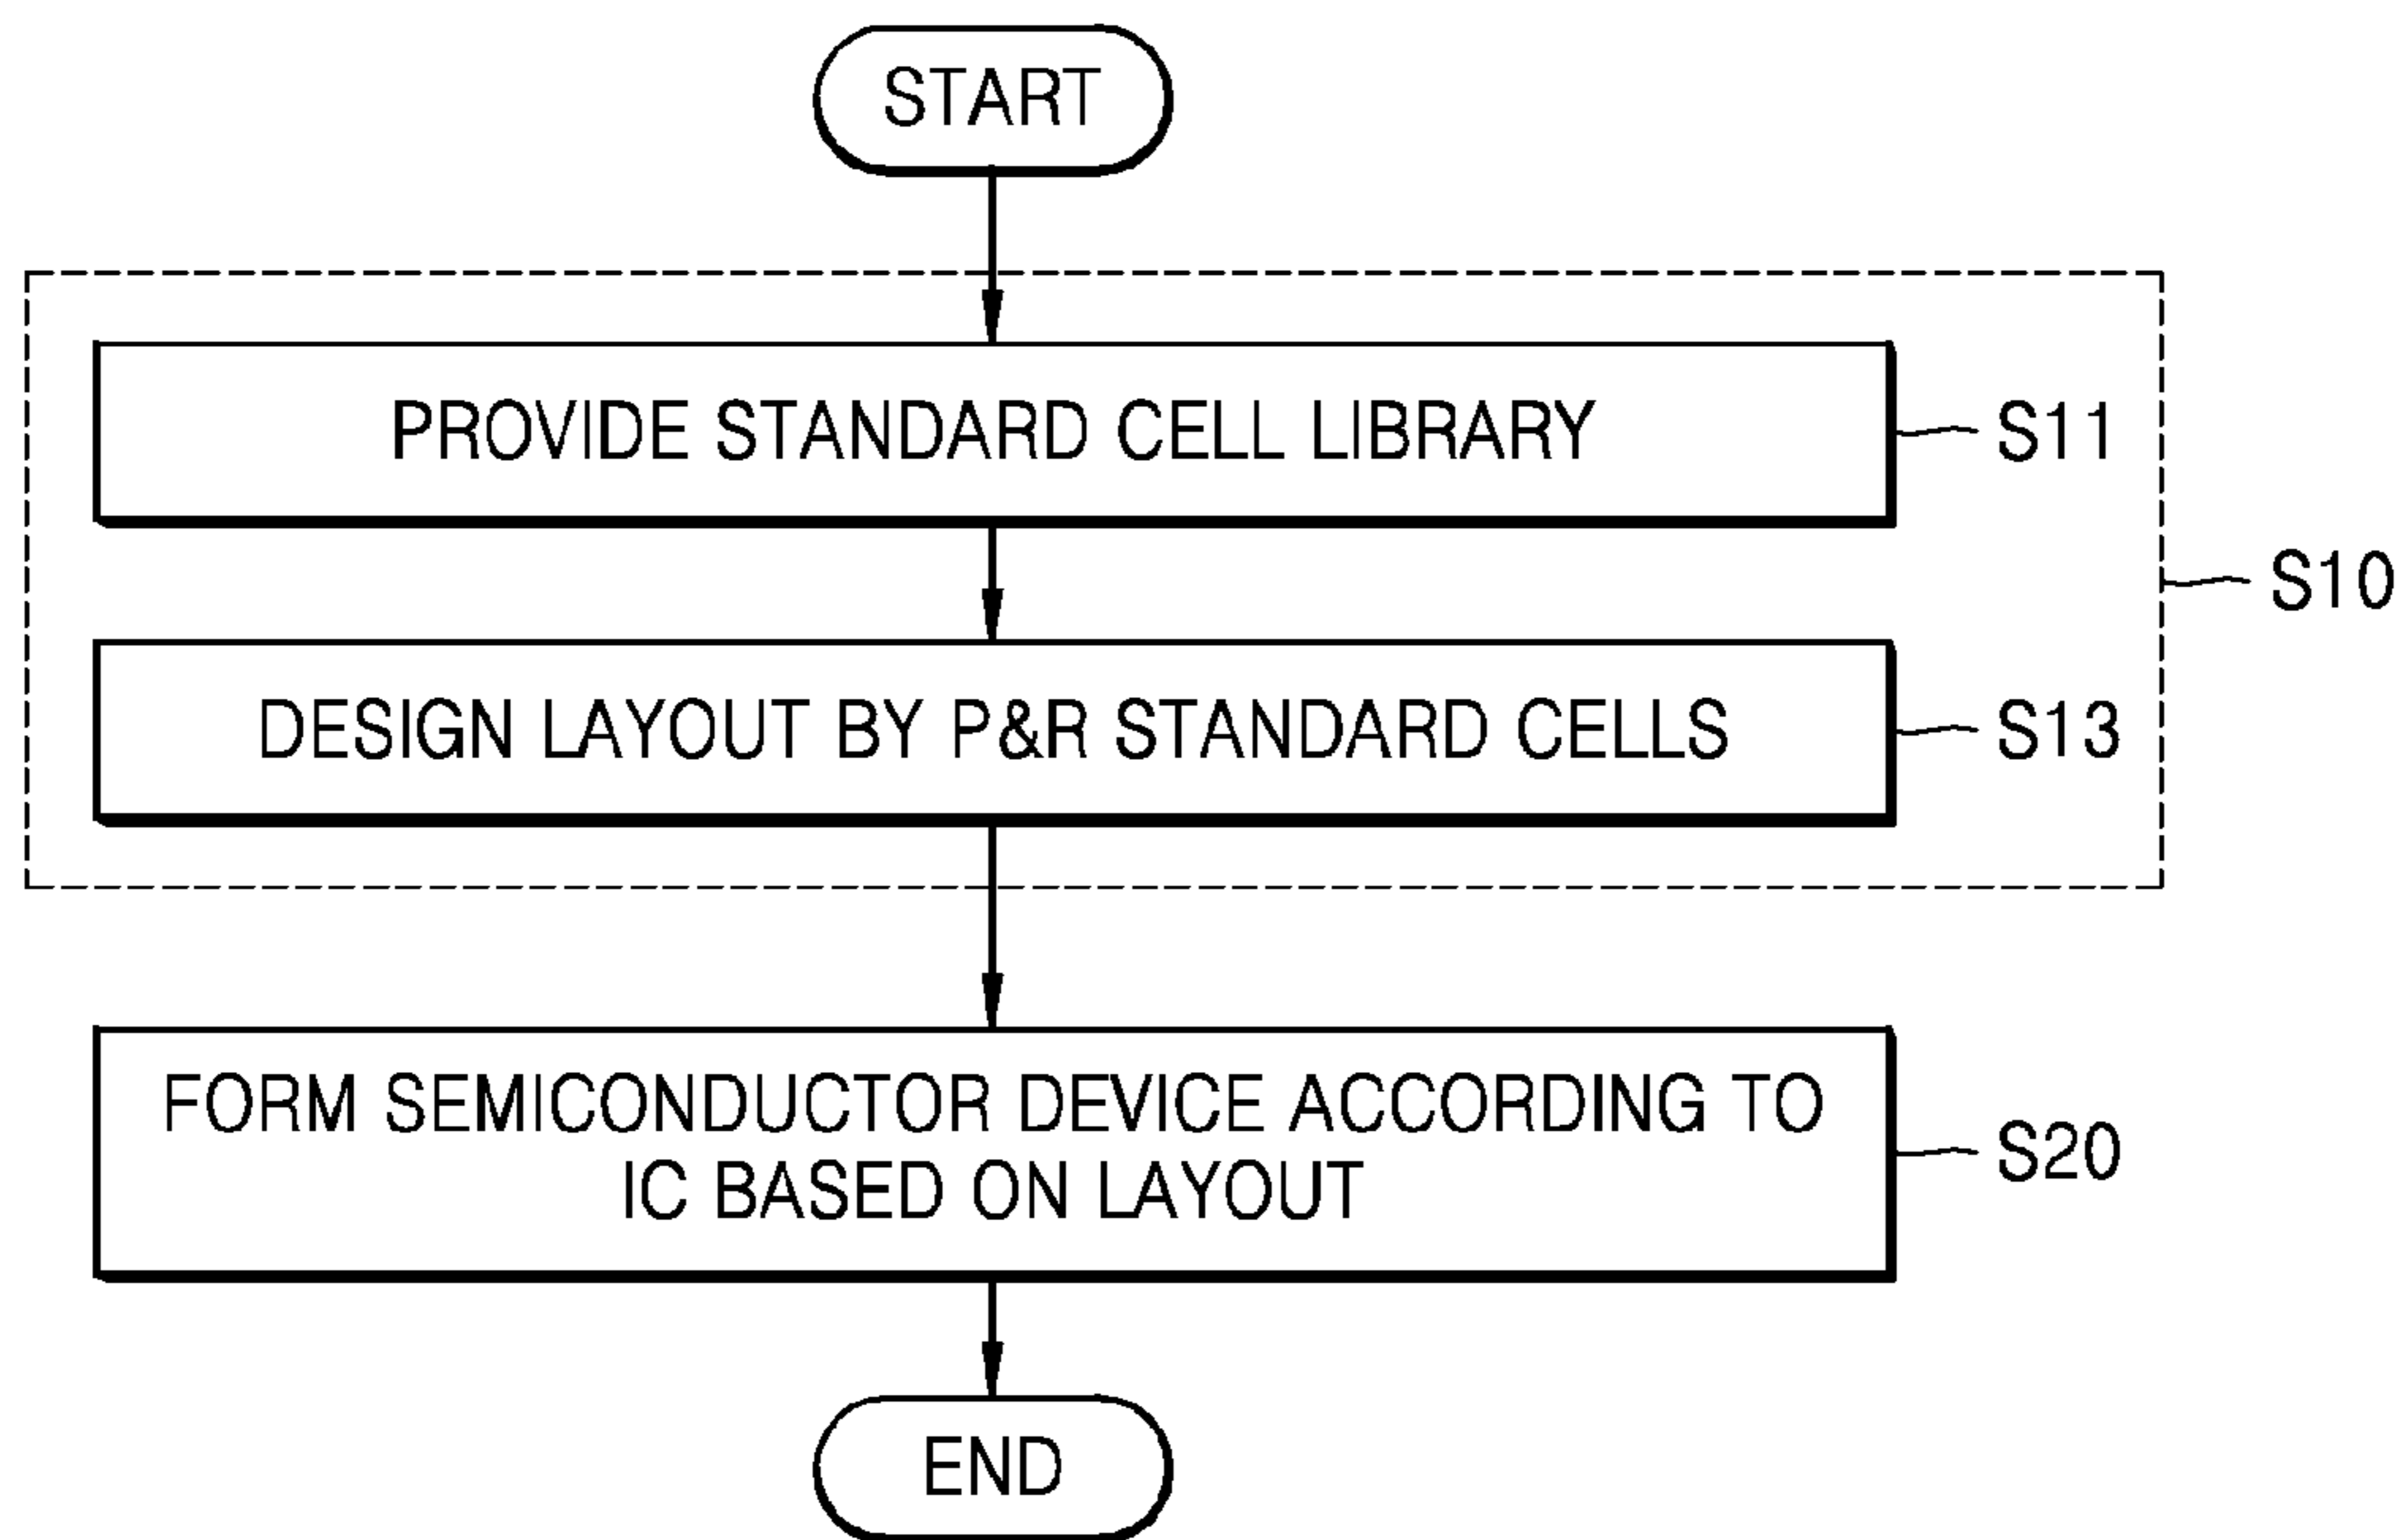 START
PROVIDE STANDARD CELL LIBRARY
S11
S10
DESIGN LAYOUT BY P&R STANDARD CELLS
S13
FORM SEMICONDUCTOR DEVICE ACCORDING TO
IC BASED ON LAYOUT
S20
END